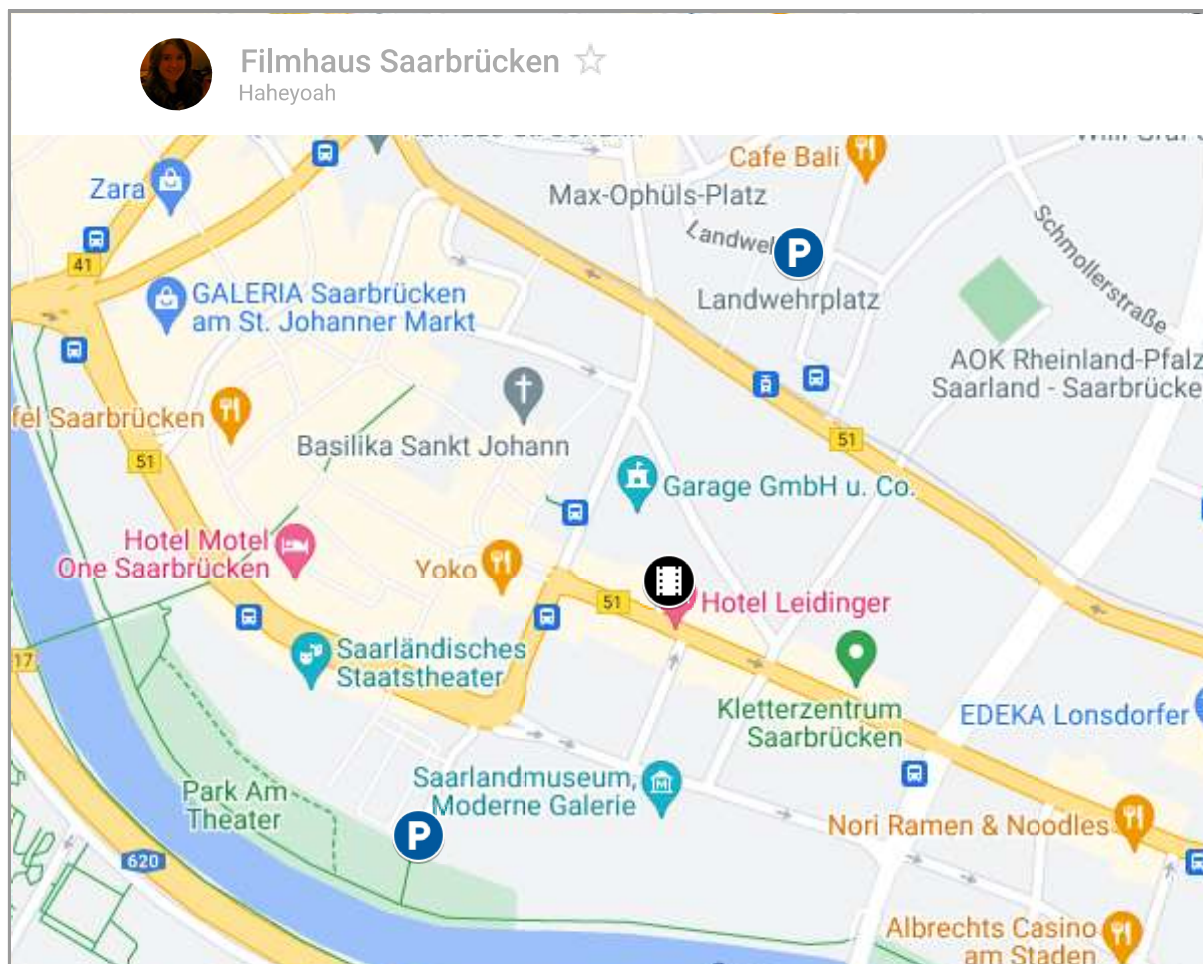 Filmhaus Saarbrücken
Haheyoah
Cafe Bali
Zara
Max-Ophüls-Platz
Schmollerstraße
41
GALERIA Saarbrücken
am St. Johanner Markt
Landwehrplatz
P
AOK Rheinland-Pfalz
Saarland - Saarbrücke
fel Saarbrücken
51
Basilika Sankt Johann
51
Garage GmbH u. Co.
Hotel Motel
One Saarbrücken
Yoko
51
Hotel Leidinger
17
Saarländisches
Staatstheater
Kletterzentrum
Saarbrücken
EDEKA Lonsdorfer
Park Am
Theater
Saarlandmuseum,
Moderne Galerie
P
Nori Ramen & Noodles
620
Albrechts Casino
am Staden